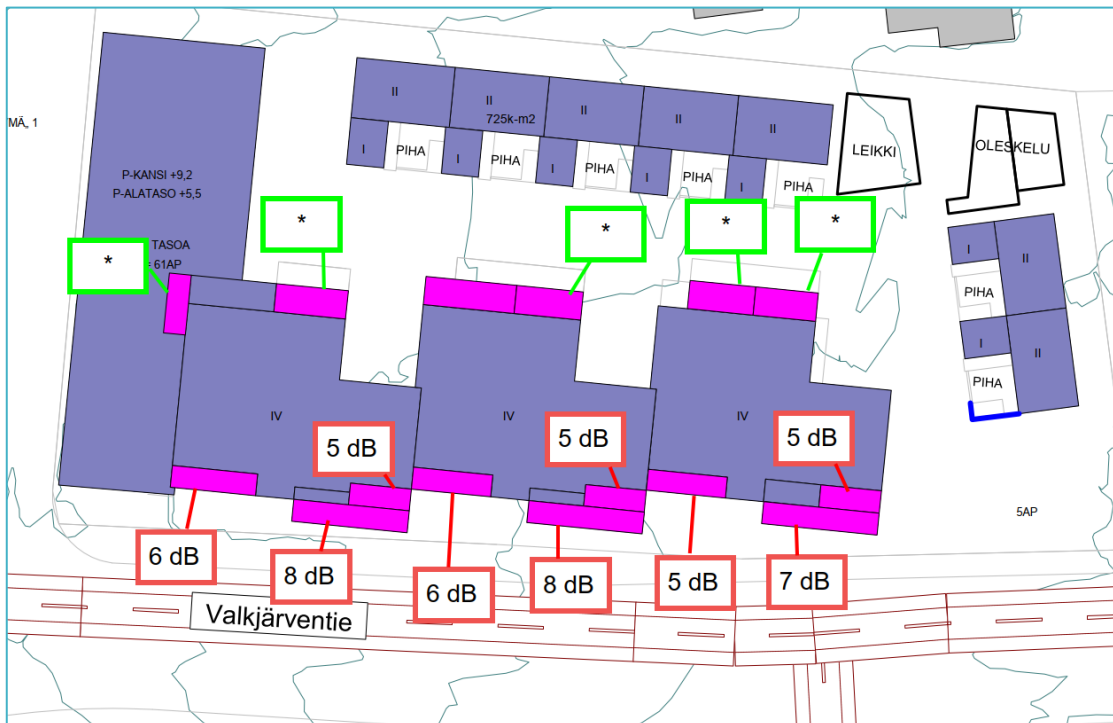 MÄ, 1
II
II
725k-m2
II
II
II
I
PIHA
I
PIHA
I
PIHA
I
PIHA
I
PIHA
LEIKKI
OLESKELU
P-KANSI +9,2
P-ALATASO +5,5
TASOA
61AP
*
*
*
*
*
I
II
PIHA
I
II
PIHA
IV
IV
IV
5 dB
5 dB
5 dB
5AP
6 dB
8 dB
6 dB
8 dB
5 dB
7 dB
Valkjärventie